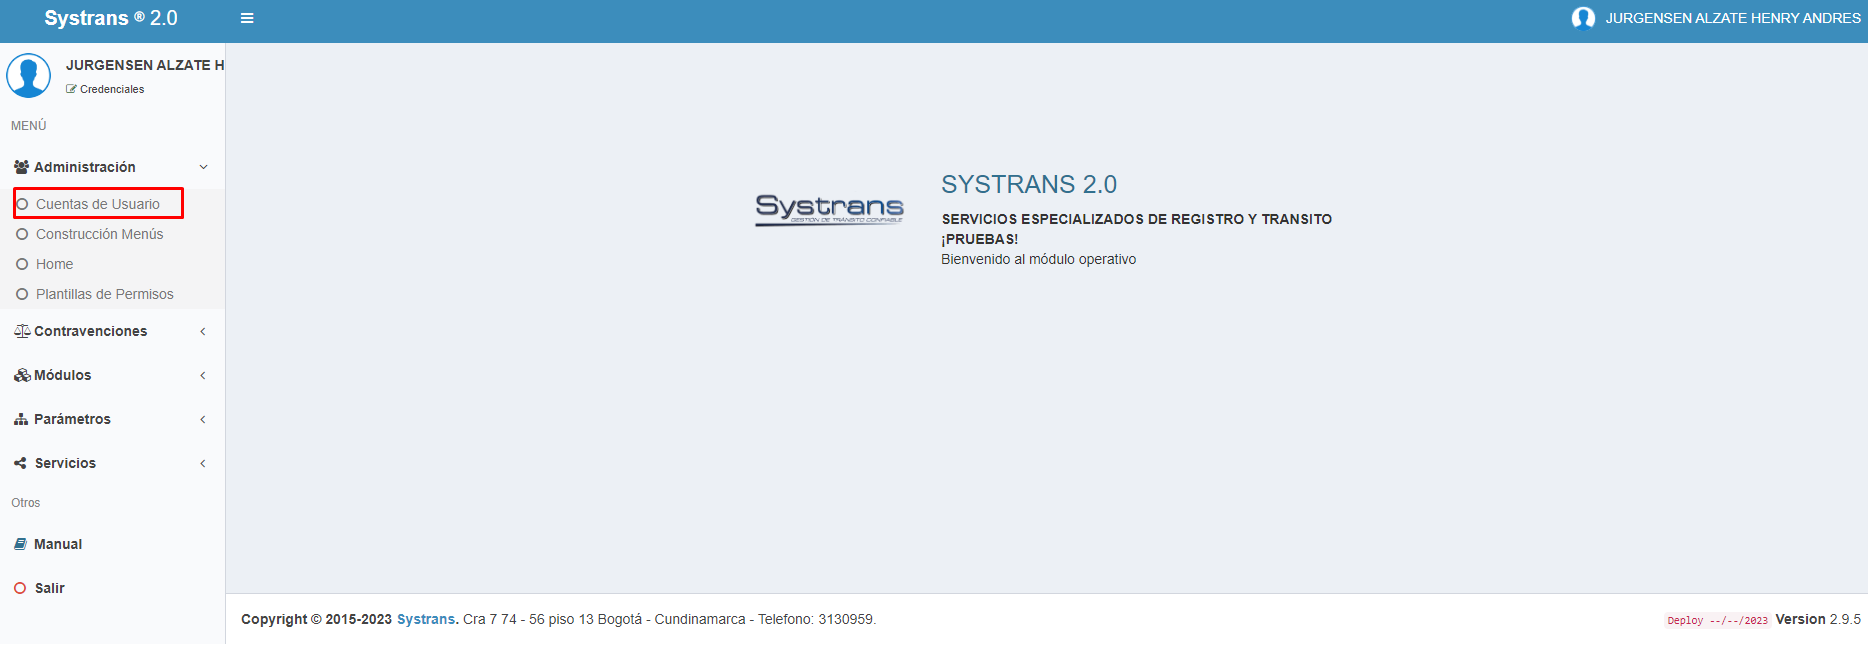 Systrans ® 2.0
JURGENSEN ALZATE HENRY ANDRES
JURGENSEN ALZATE H
Credenciales
MENÚ
Administración
Cuentas de Usuario
Construcción Menús
Home
Plantillas de Permisos
Contravenciones
Módulos
Parámetros
Servicios
Otros
Manual
Salir
Systrans
GESTIÓN DE TRÁNSITO CONFIABLE
SYSTRANS 2.0
SERVICIOS ESPECIALIZADOS DE REGISTRO Y TRANSITO
¡PRUEBAS!
Bienvenido al módulo operativo
Copyright © 2015-2023 Systrans. Cra 7 74 - 56 piso 13 Bogotá - Cundinamarca - Telefono: 3130959.
Deploy --/--/2023 Version 2.9.5